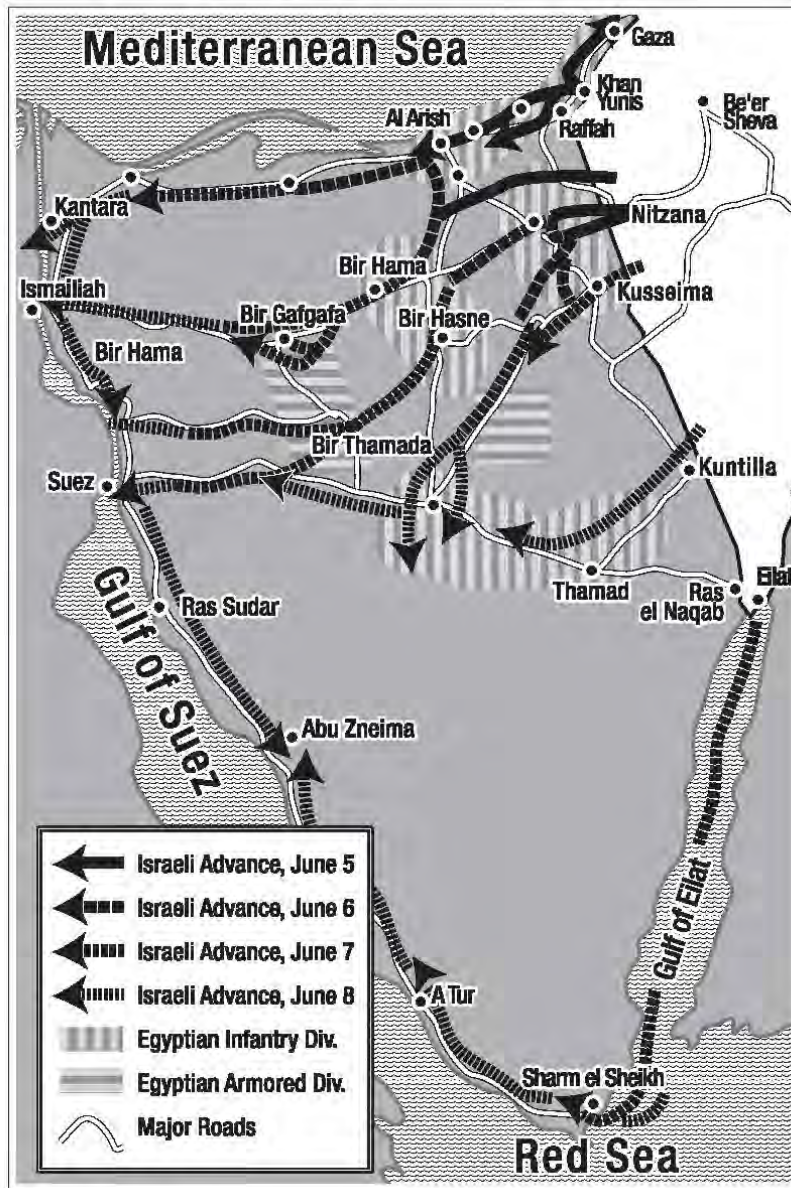 Mediterranean Sea
Gaza
Khan
Yunis
Be'er
Sheva
Al Arish
Raffah
Kantara
Nitzana
Bir Hama
Ismailiah
Bir Gafgafa
Kusseima
Bir Hasne
Bir Hama
Bir Thamada
Kuntilla
Suez
Thamad
Ras
el Naqab
Eilat
Gulf of Suez
Ras Sudar
Abu Zneima
Israeli Advance, June 5
Israeli Advance, June 6
Israeli Advance, June 7
Israeli Advance, June 8
Egyptian Infantry Div.
Egyptian Armored Div.
Major Roads
Gulf of Eilat
A Tur
Sharm el Sheikh
Red Sea